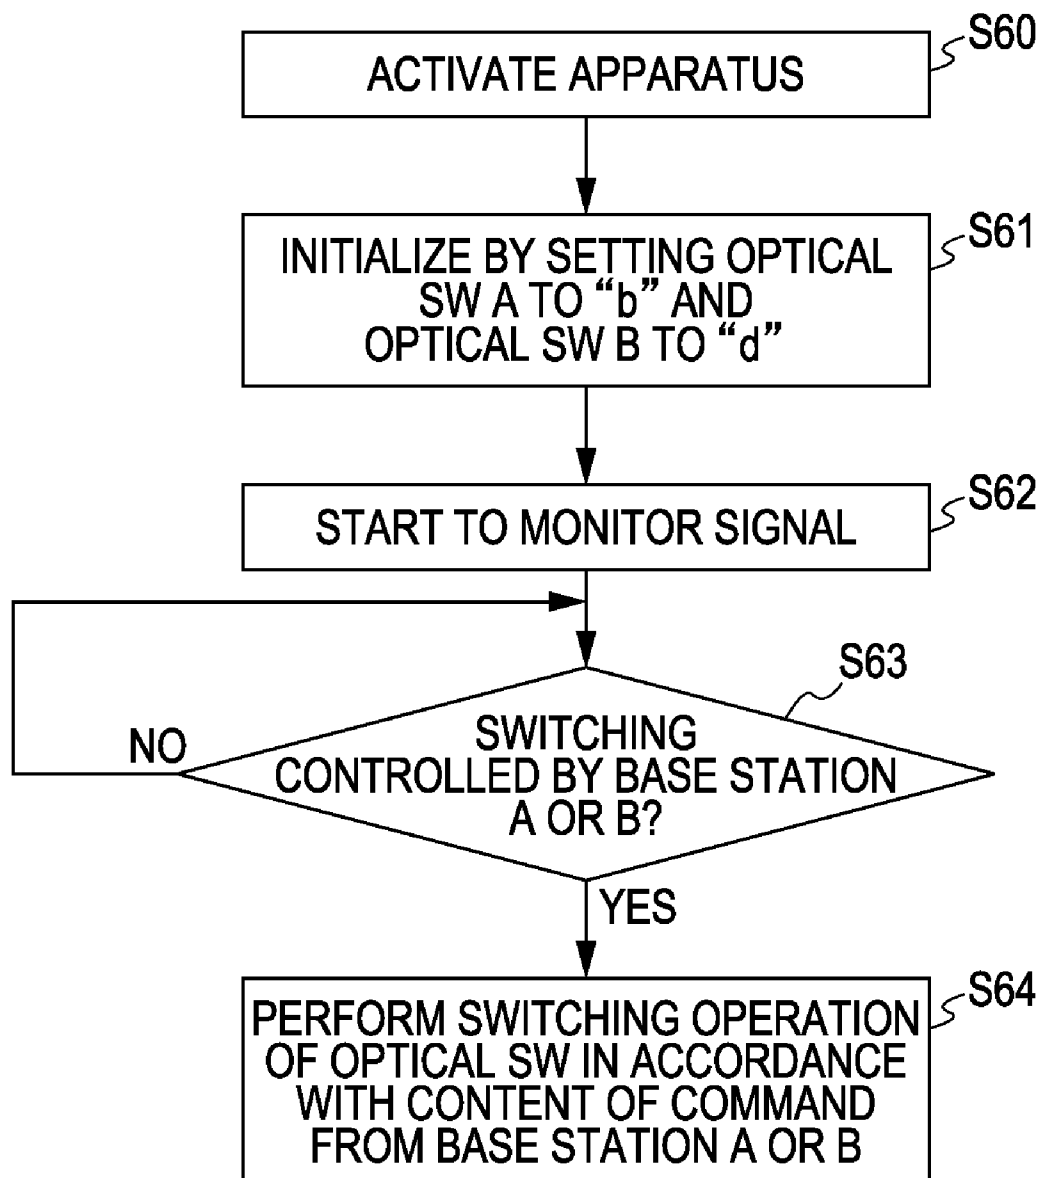 S60
ACTIVATE APPARATUS
S61
INITIALIZE BY SETTING OPTICAL
SW A TO “b” AND
OPTICAL SW B TO “d”
S62
START TO MONITOR SIGNAL
S63
NO
SWITCHING
CONTROLLED BY BASE STATION
A OR B?
YES
S64
PERFORM SWITCHING OPERATION
OF OPTICAL SW IN ACCORDANCE
WITH CONTENT OF COMMAND
FROM BASE STATION A OR B